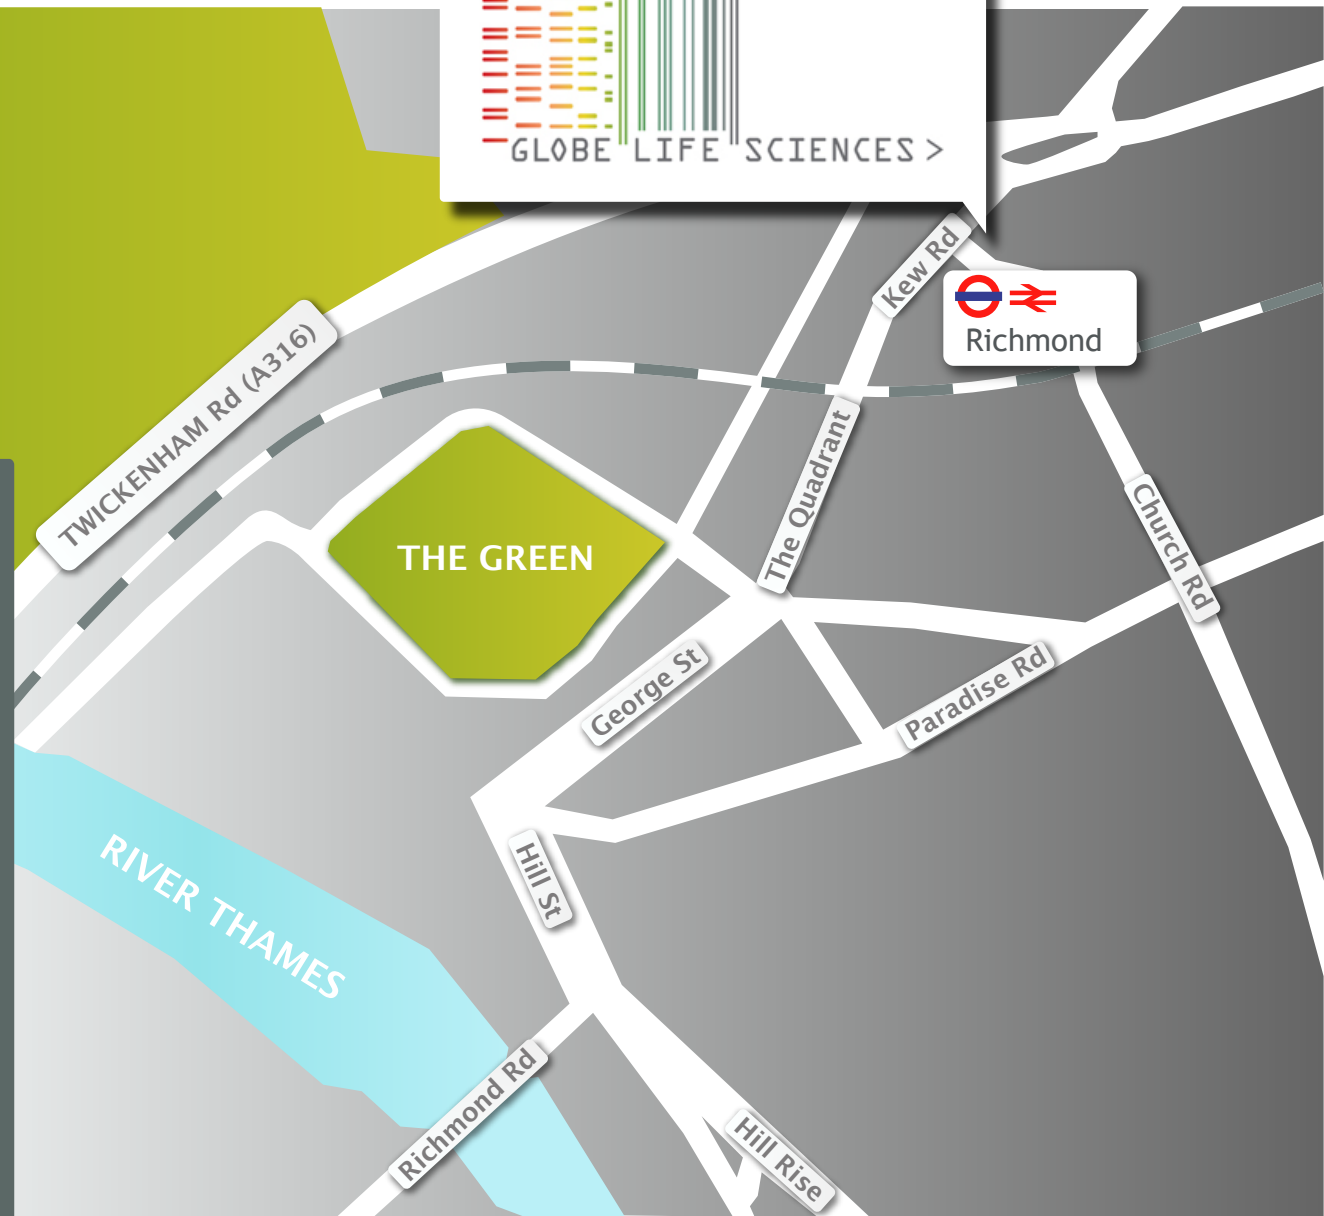 GLOBE LIFE SCIENCES>
Kew Rd
Richmond
TWICKENHAM Rd (A316)
The Quadrant
Church Rd
THE GREEN
George St
Paradise Rd
Hill St
RIVER THAMES
Richmond Rd
Hill Rise